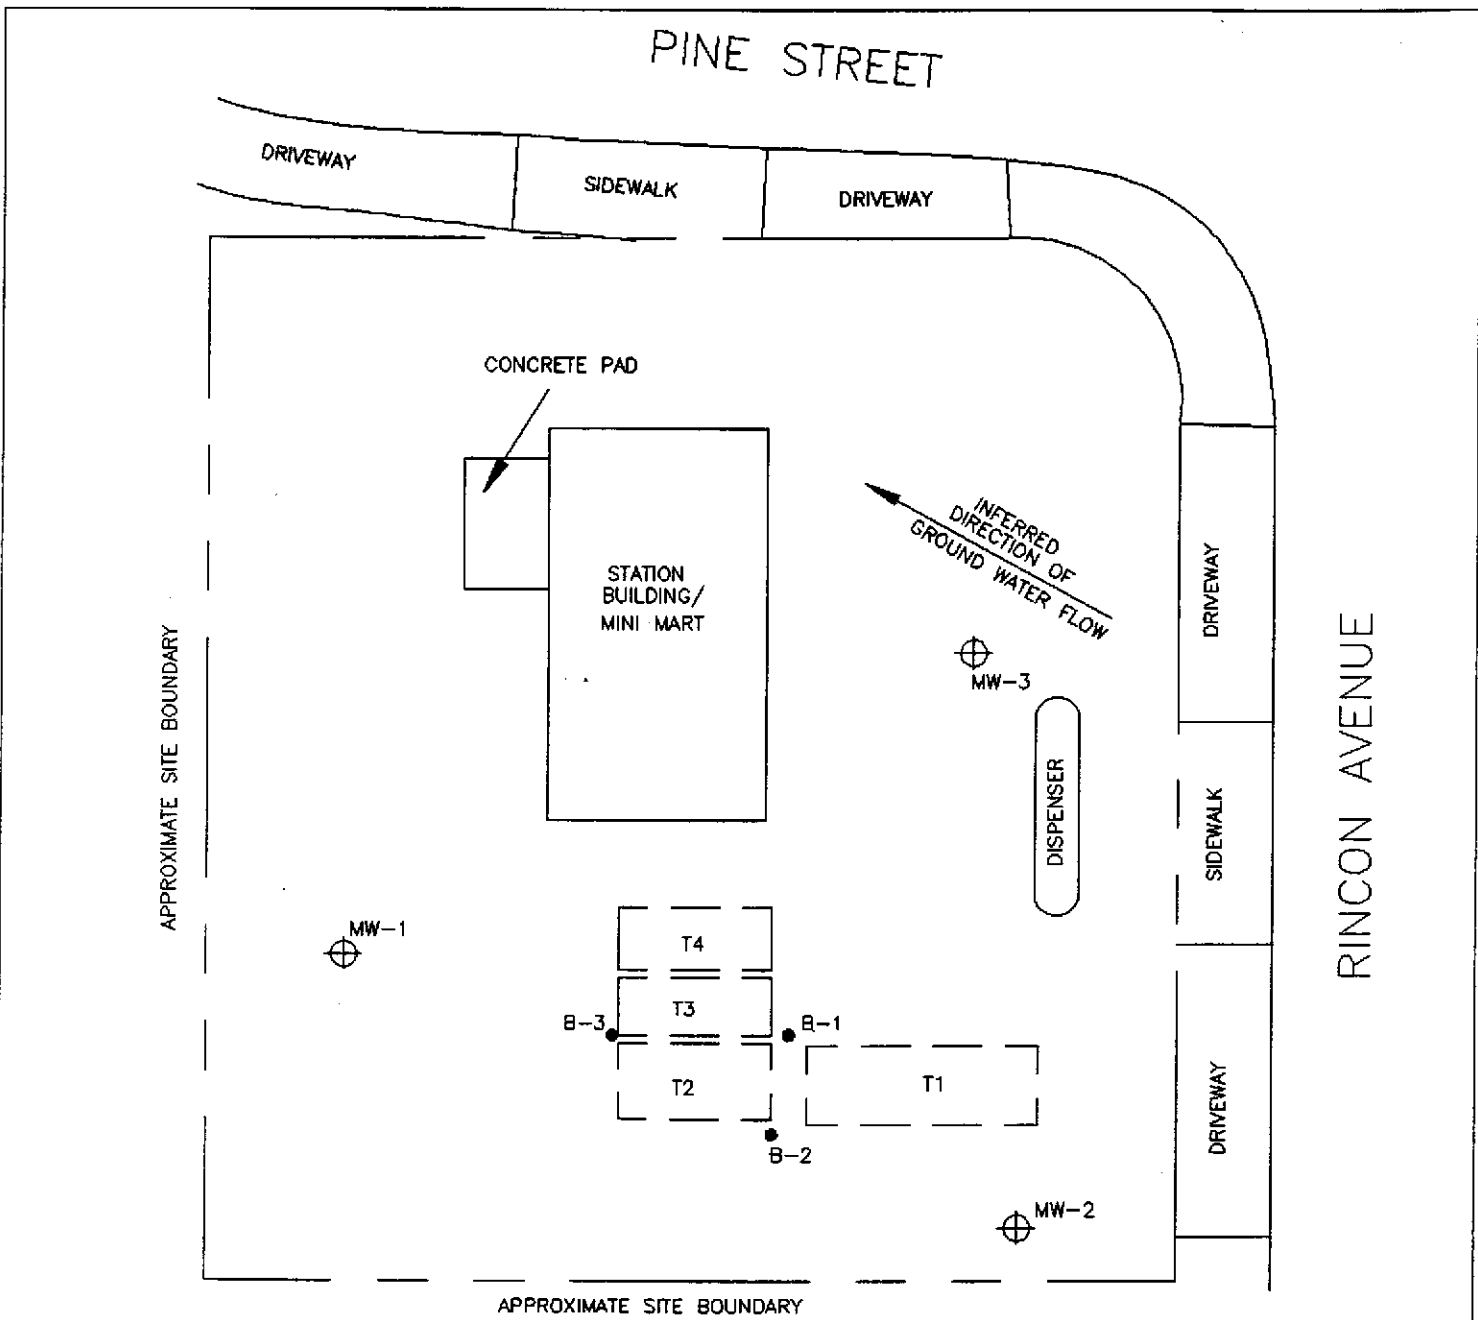 PINE STREET
DRIVEWAY
SIDEWALK
DRIVEWAY
CONCRETE PAD
INFERRED
DIRECTION OF
GROUND WATER FLOW
STATION
BUILDING/
MINI MART
DRIVEWAY
MW-3
APPROXIMATE SITE BOUNDARY
RINCON AVENUE
DISPENSER
SIDEWALK
MW-1
T4
T3
B-3
B-1
T2
T1
DRIVEWAY
B-2
MW-2
APPROXIMATE SITE BOUNDARY